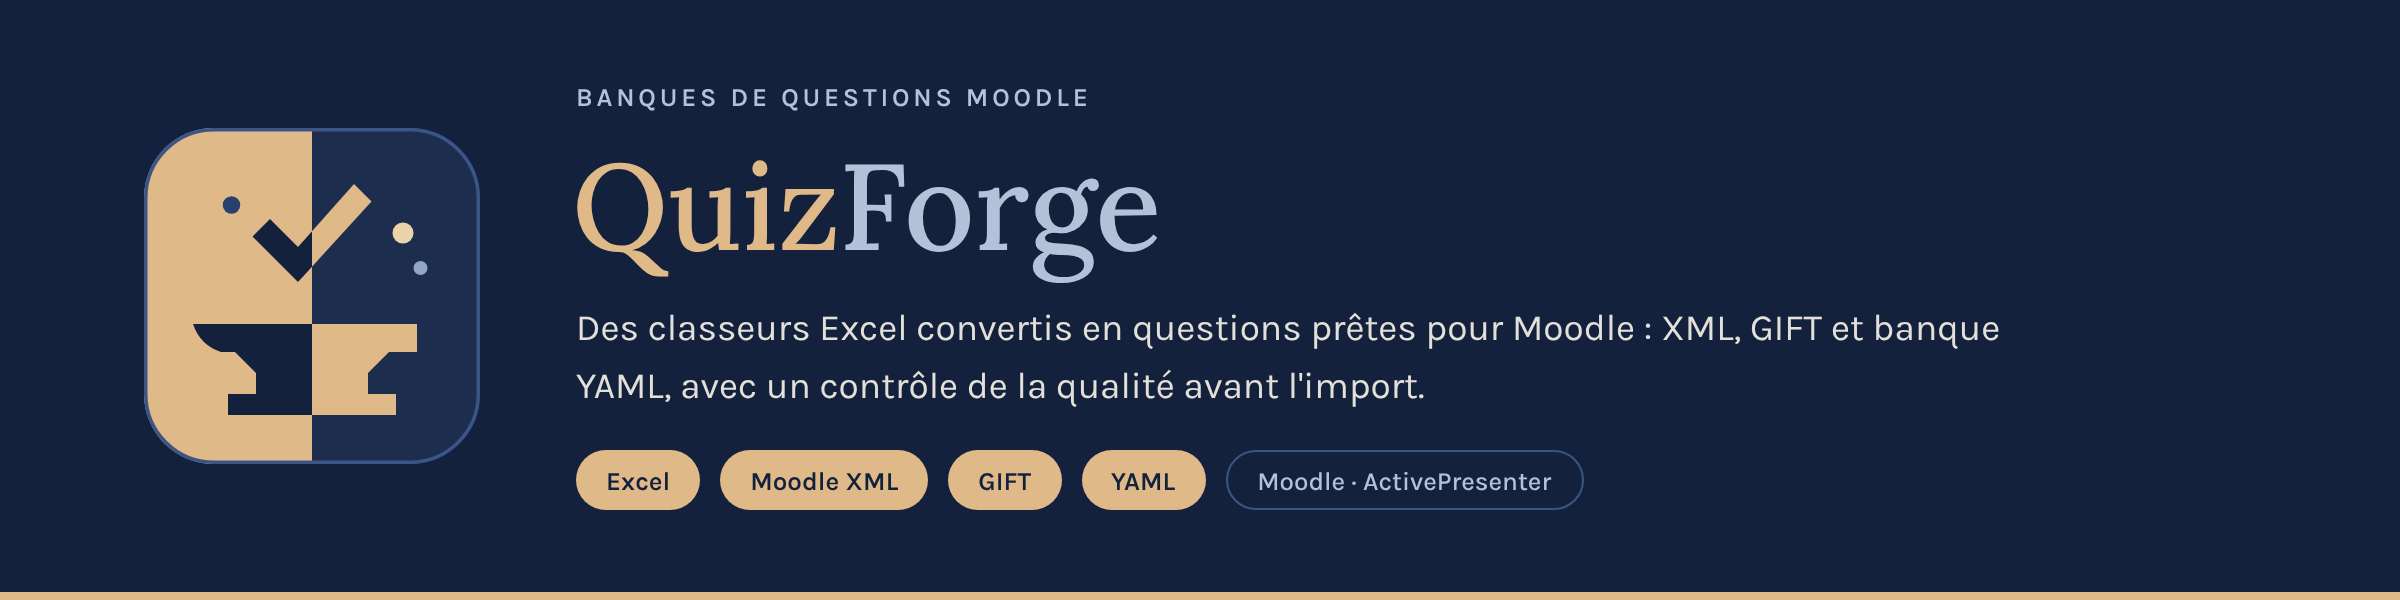 BANQUES DE QUESTIONS MOODLE
QuizForge
Des classeurs Excel convertis en questions prêtes pour Moodle : XML, GIFT et banque
YAML, avec un contrôle de la qualité avant l'import.
Excel Moodle XML GIFT YAML Moodle · ActivePresenter